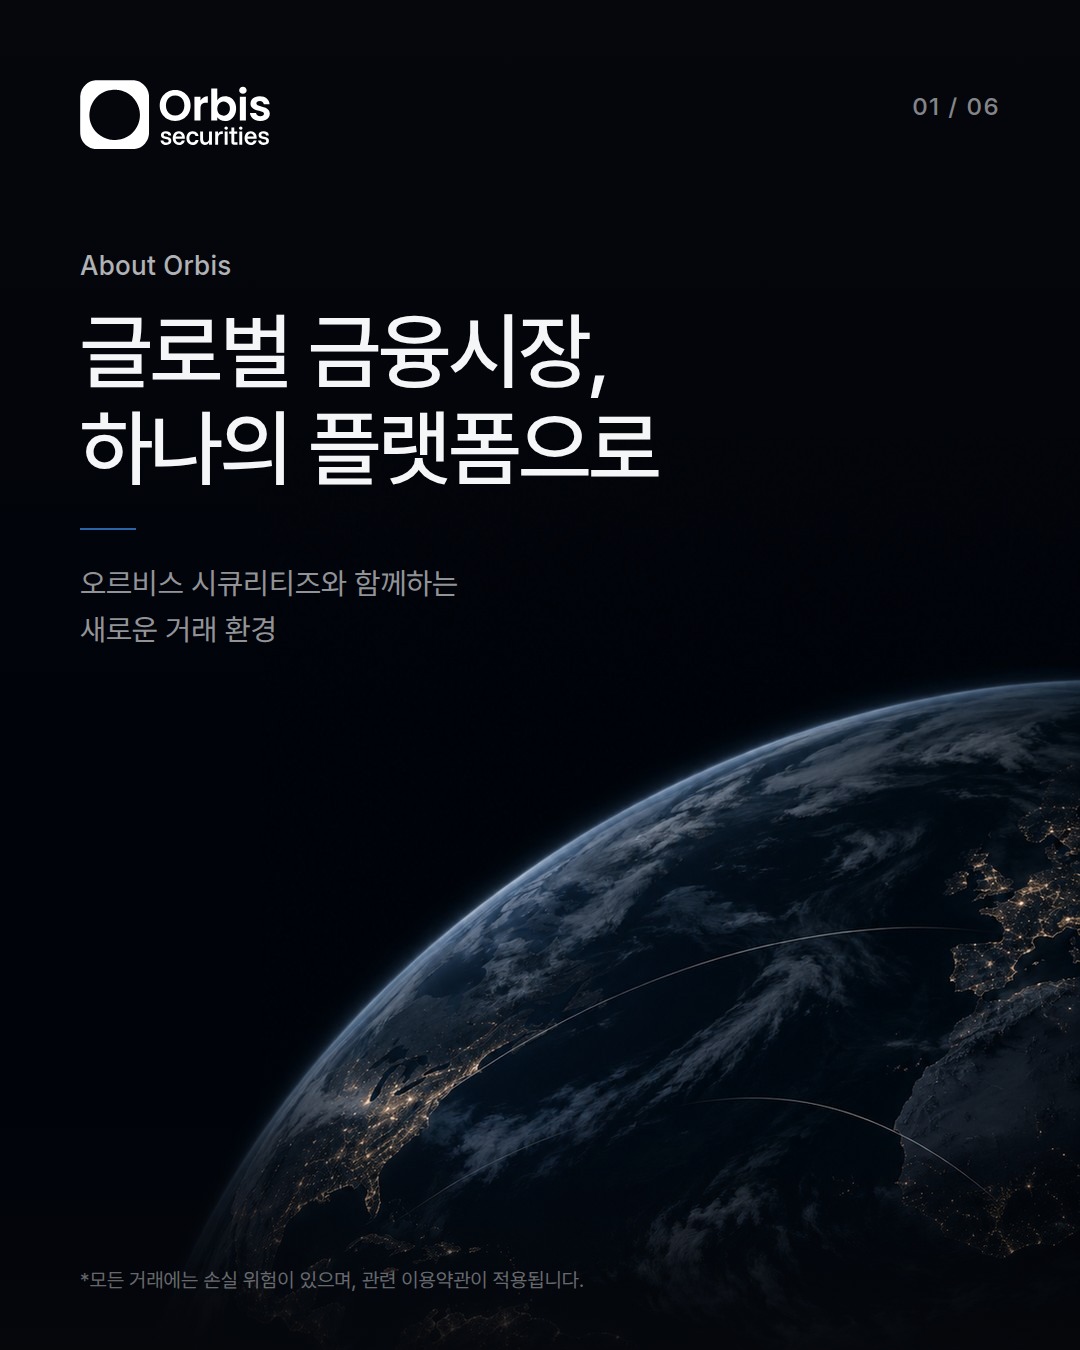 Orbis
securities
01 / 06
About Orbis
글로벌 금융시장,
하나의 플랫폼으로
오르비스 시큐리티즈와 함께하는
새로운 거래 환경
*모든 거래에는 손실 위험이 있으며, 관련 이용약관이 적용됩니다.